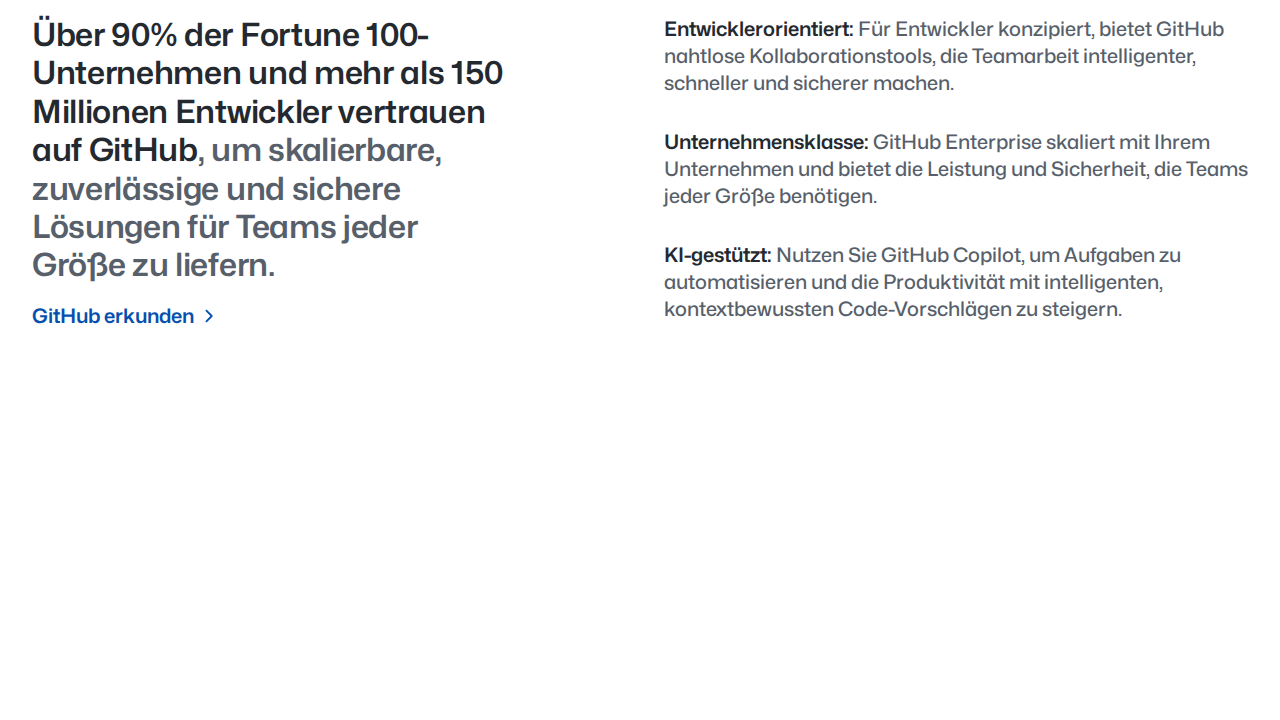 Über 90% der Fortune 100-
Unternehmen und mehr als 150
Millionen Entwickler vertrauen
auf GitHub, um skalierbare,
zuverlässige und sichere
Lösungen für Teams jeder
Größe zu liefern.
GitHub erkunden
Entwicklerorientiert: Für Entwickler konzipiert, bietet GitHub
nahtlose Kollaborationstools, die Teamarbeit intelligenter,
schneller und sicherer machen.
Unternehmensklasse: GitHub Enterprise skaliert mit Ihrem
Unternehmen und bietet die Leistung und Sicherheit, die Teams
jeder Größe benötigen.
KI-gestützt: Nutzen Sie GitHub Copilot, um Aufgaben zu
automatisieren und die Produktivität mit intelligenten,
kontextbewussten Code-Vorschlägen zu steigern.